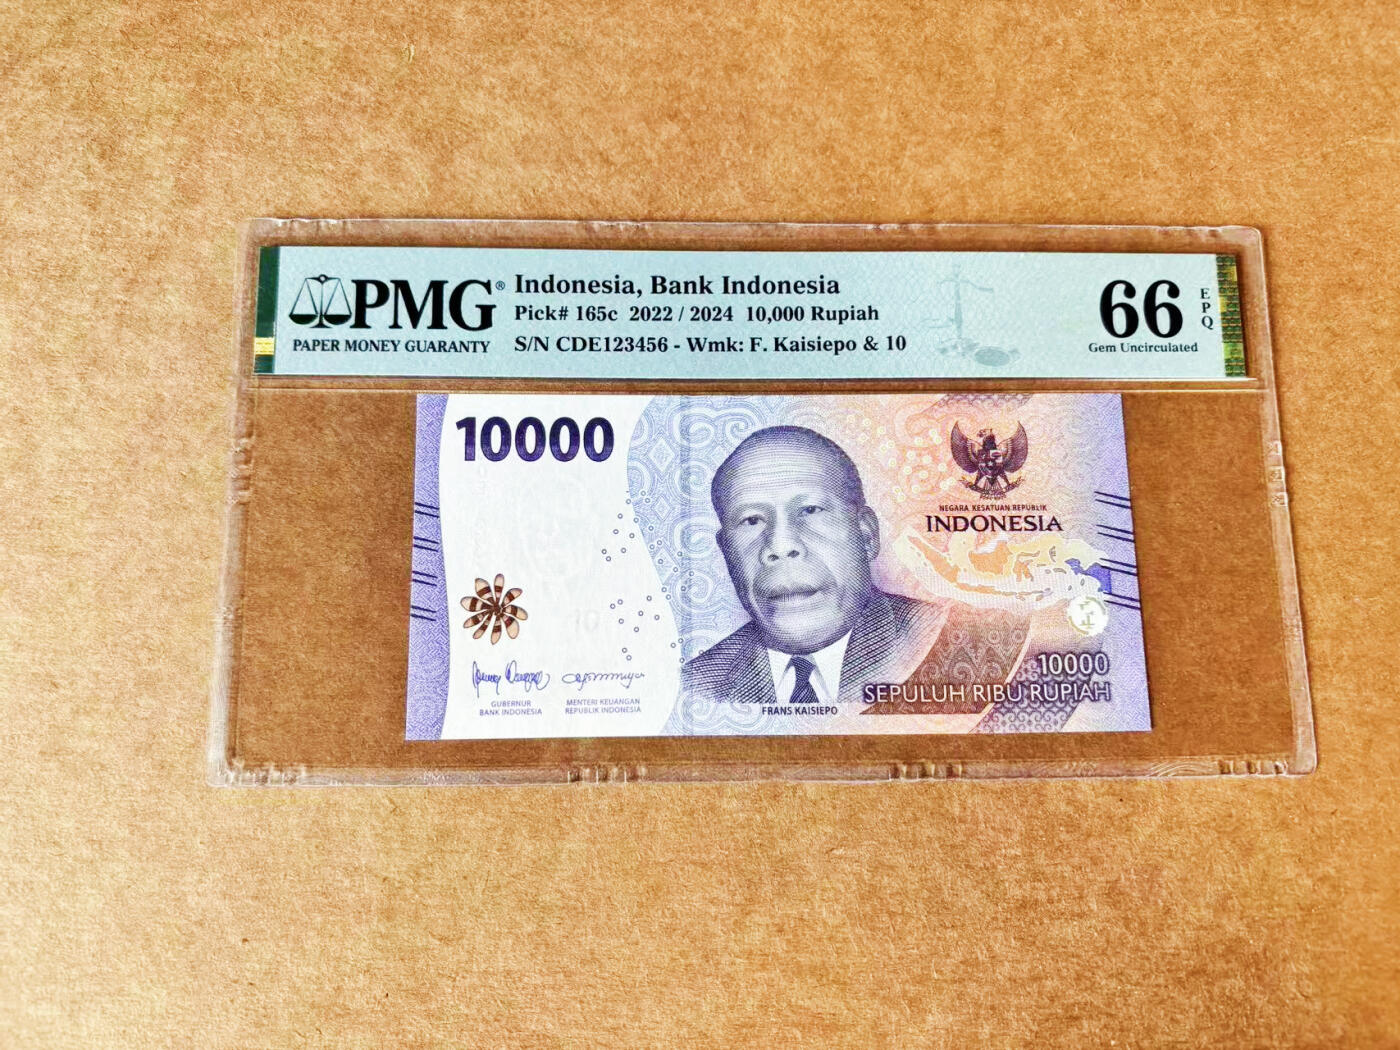 PMG®
PAPER MONEY GUARANTY
Indonesia, Bank Indonesia
Pick# 165c 2022 / 2024 10,000 Rupiah
S/N CDE123456 - Wmk: F. Kaisiepo & 10
66 EPQ
Gem Uncirculated
10000
NEGARA KESATUAN REPUBLIK
INDONESIA
GUBERNUR
BANK INDONESIA
MENTERI KEUANGAN
REPUBLIK INDONESIA
FRANS KAISIEPO
10000
SEPULUH RIBU RUPIAH